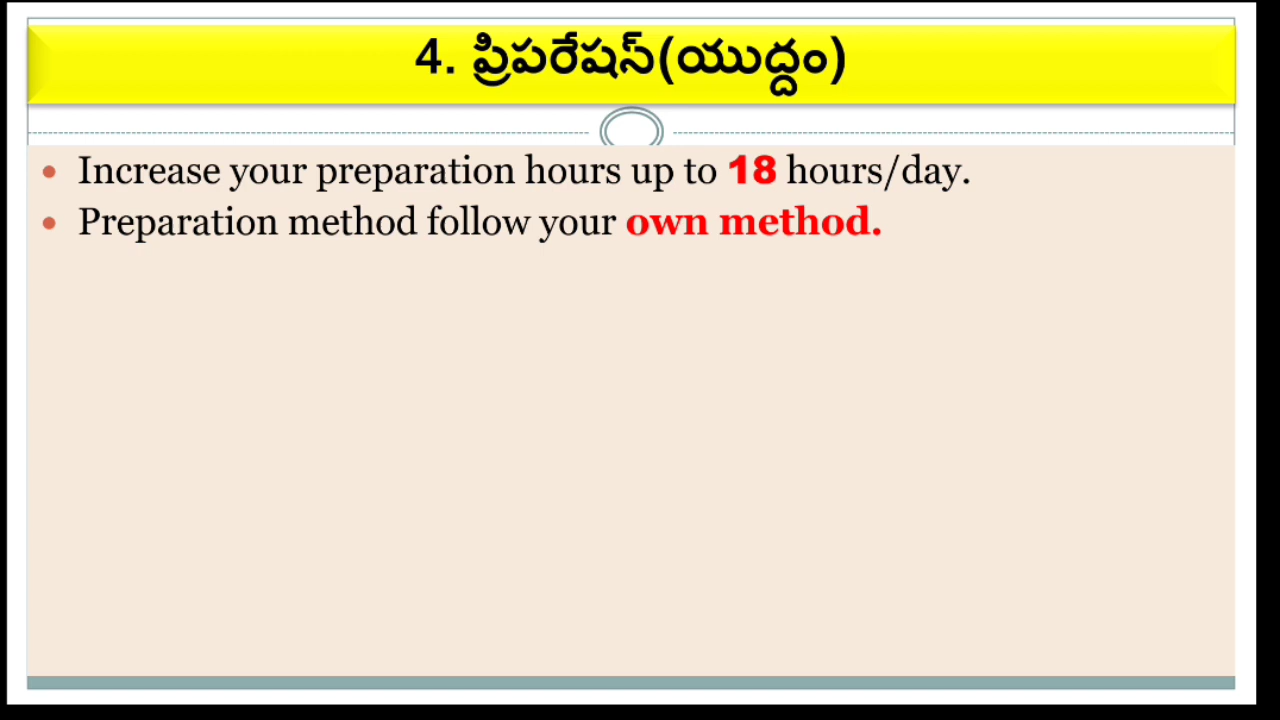 4. ప్రిపరేషన్(యుద్దం)
• Increase your preparation hours up to 18 hours/day.
• Preparation method follow your own method.